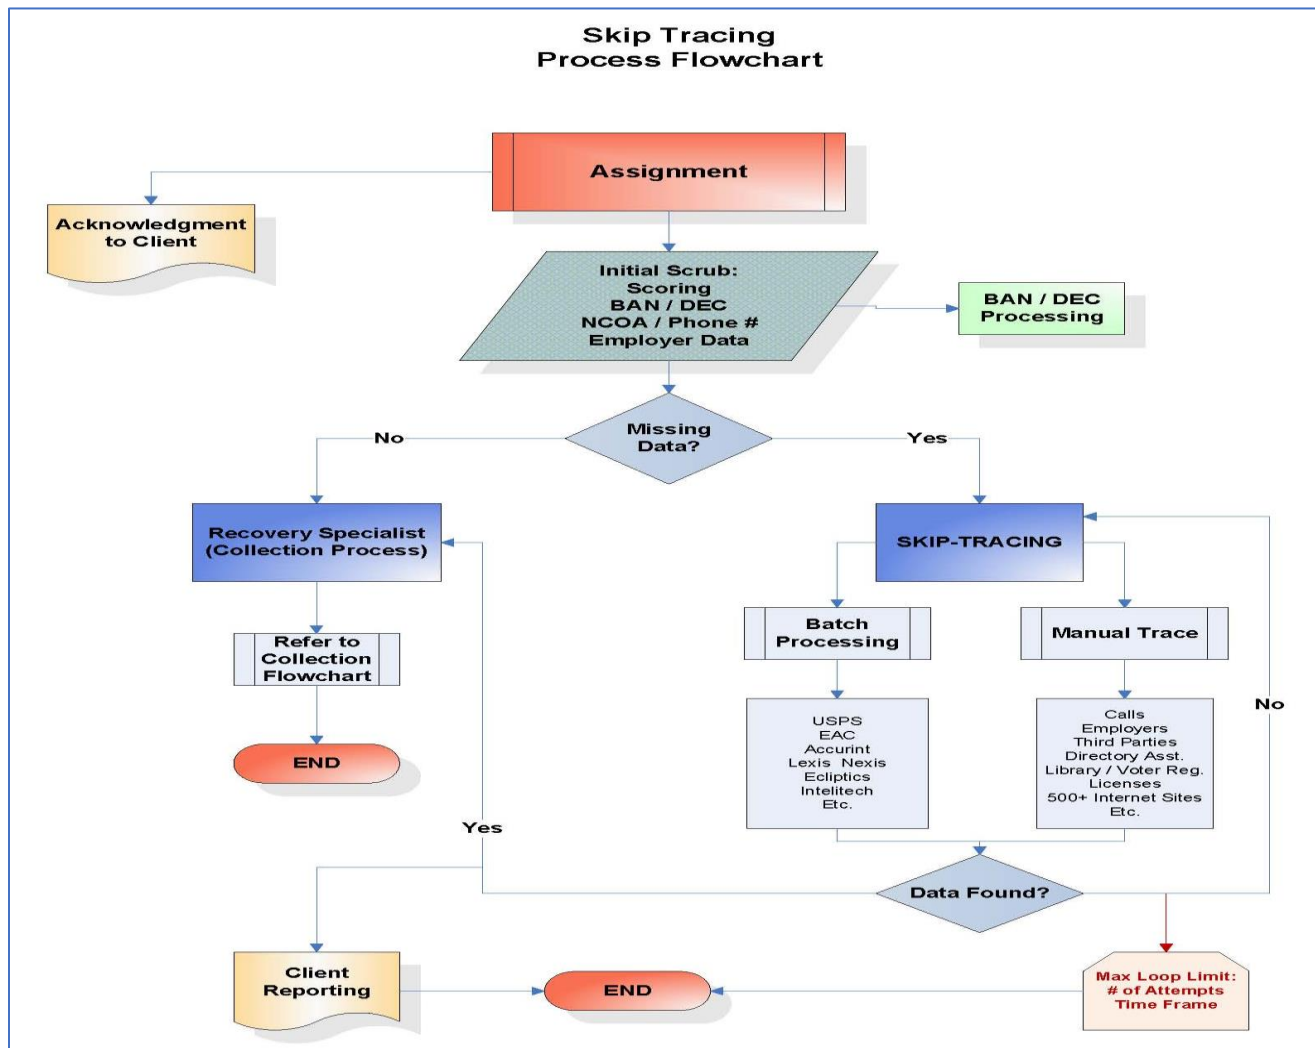 Skip Tracing
Process Flowchart
Assignment
Acknowledgment
to Client
Initial Scrub:
Scoring
BAN / DEC
NCOA / Phone #
Employer Data
BAN / DEC
Processing
Missing
Data?
No
Yes
Recovery Specialist
(Collection Process)
SKIP-TRACING
Refer to
Collection
Flowchart
Batch
Processing
Manual Trace
END
USPS
EAC
Accurint
Lexis Nexis
Ecliptics
Intelitech
Etc.
Calls
Employers
Third Parties
Directory Asst.
Library / Voter Reg.
Licenses
500+ Internet Sites
Etc.
No
Yes
Data Found?
Client
Reporting
END
Max Loop Limit:
# of Attempts
Time Frame